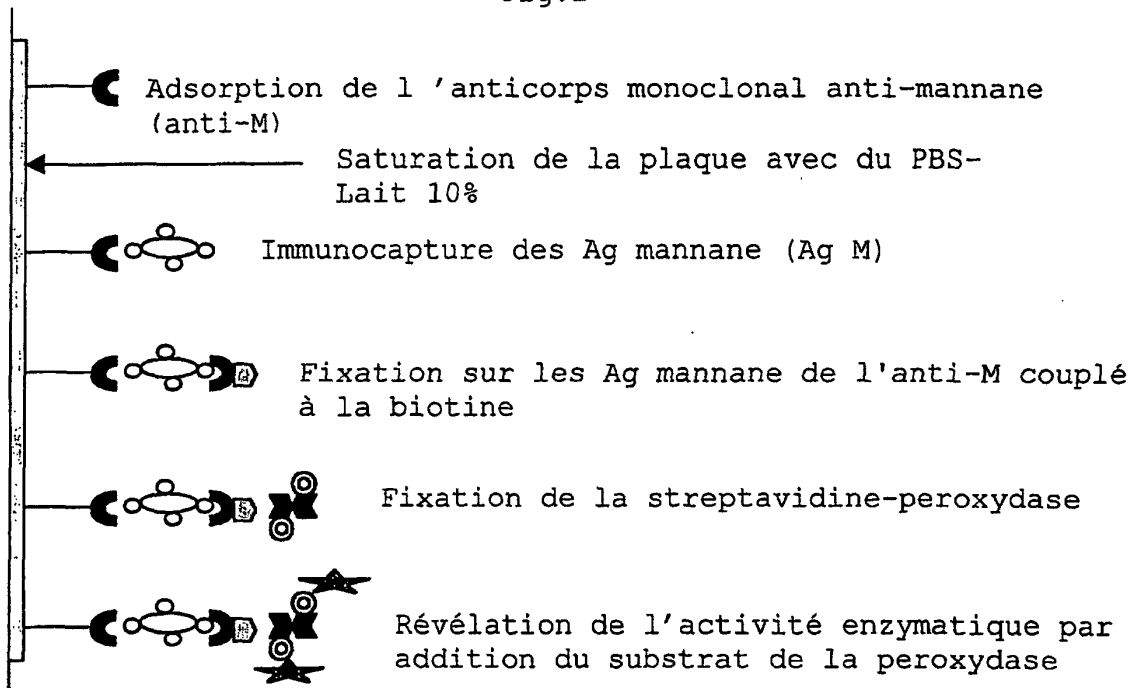 Adsorption de l 'anticorps monoclonal anti-mannane
(anti-M)
Saturation de la plaque avec du PBS-
Lait 10%
Immunocapture des Ag mannane (Ag M)
Fixation sur les Ag mannane de l'anti-M couplé
à la biotine
Fixation de la streptavidine-peroxydase
Révélation de l'activité enzymatique par
addition du substrat de la peroxydase